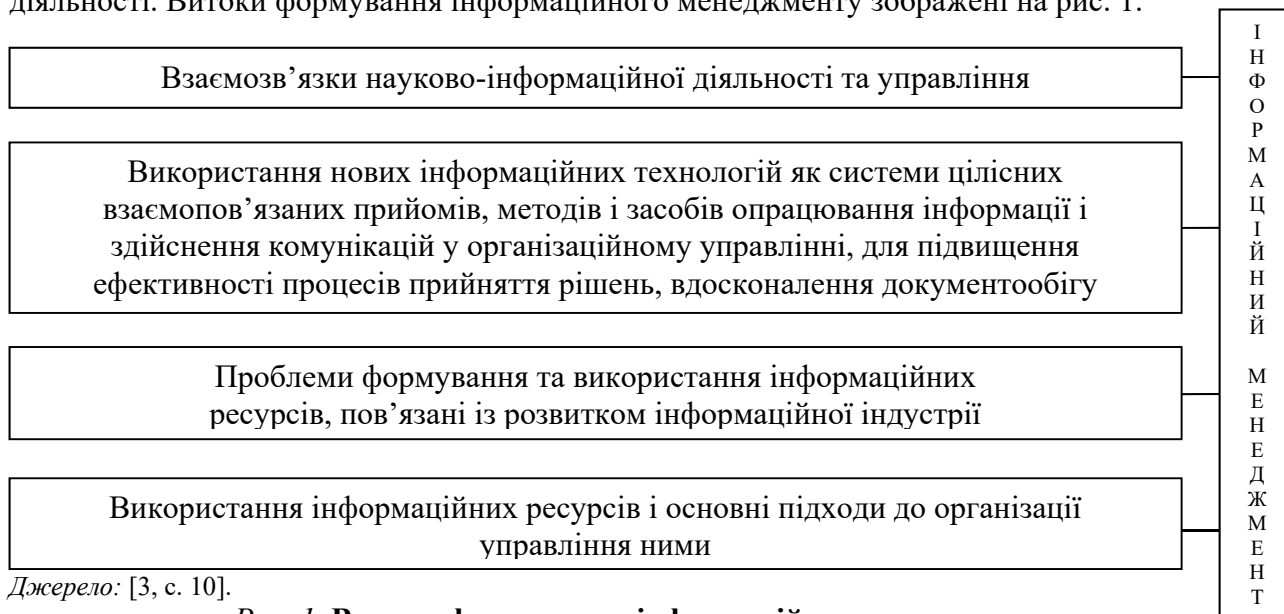 діяльності. Витоки формування інформаційного менеджменту зображені на рис. 1.
Взаємозв’язки науково-інформаційної діяльності та управління
Використання нових інформаційних технологій як системи цілісних
взаємопов’язаних прийомів, методів і засобів опрацювання інформації і
здійснення комунікацій у організаційному управлінні, для підвищення
ефективності процесів прийняття рішень, вдосконалення документообігу
Проблеми формування та використання інформаційних
ресурсів, пов’язані із розвитком інформаційної індустрії
Використання інформаційних ресурсів і основні підходи до організації
управління ними
ІНФОРМАЦІЙНИЙ МЕНЕДЖМЕНТ
Джерело: [3, с. 10].